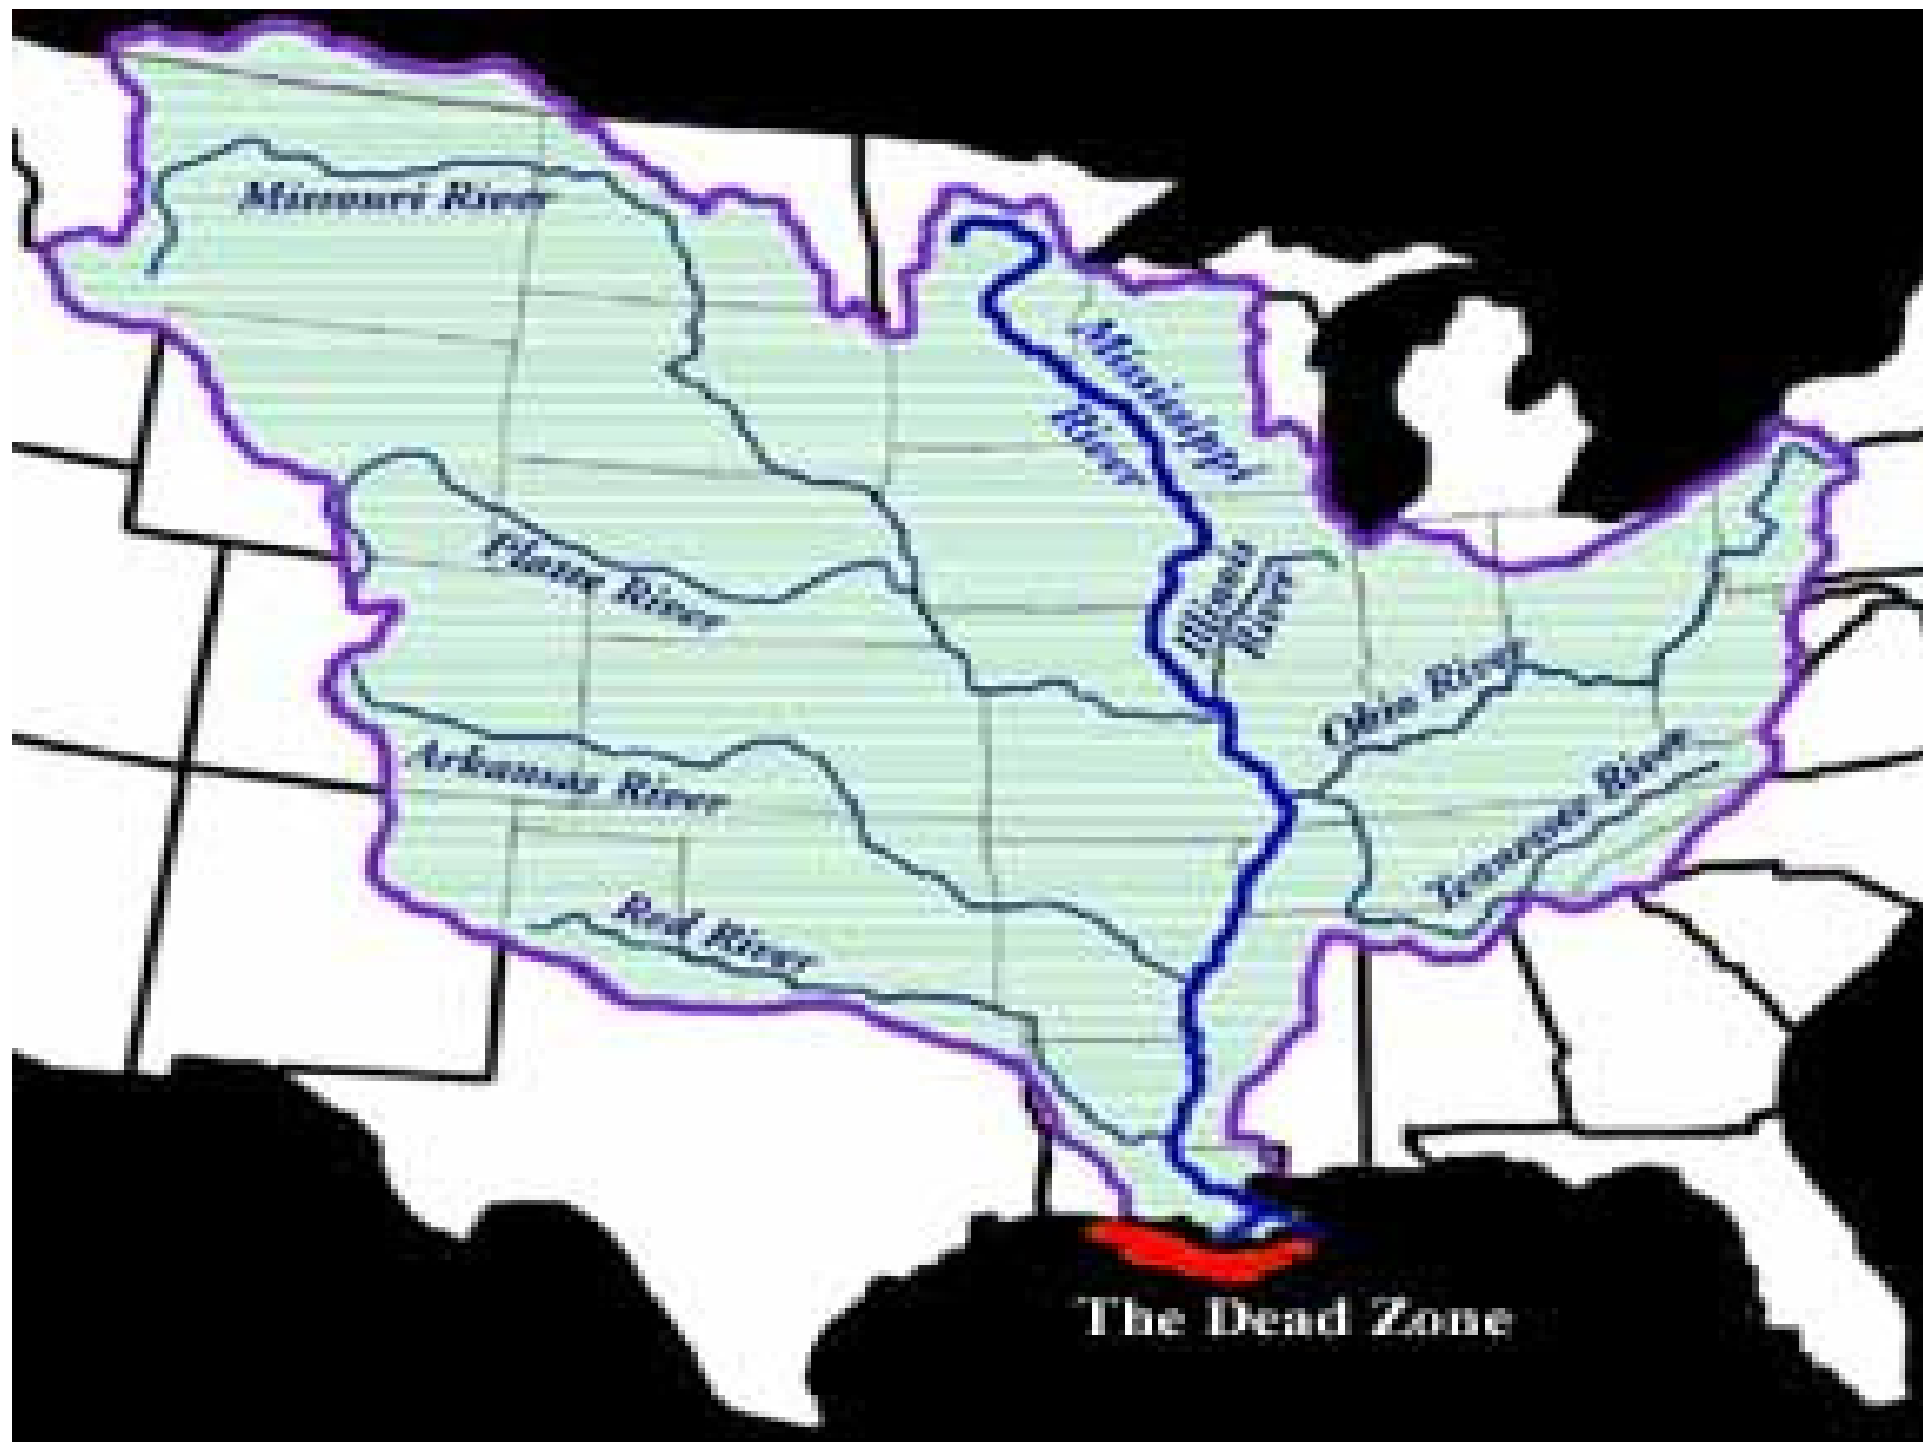 Missouri River
Mississippi
River
Platte River
Illinois
River
Ohio River
Arkansas River
Tennessee River
Red River
The Dead Zone